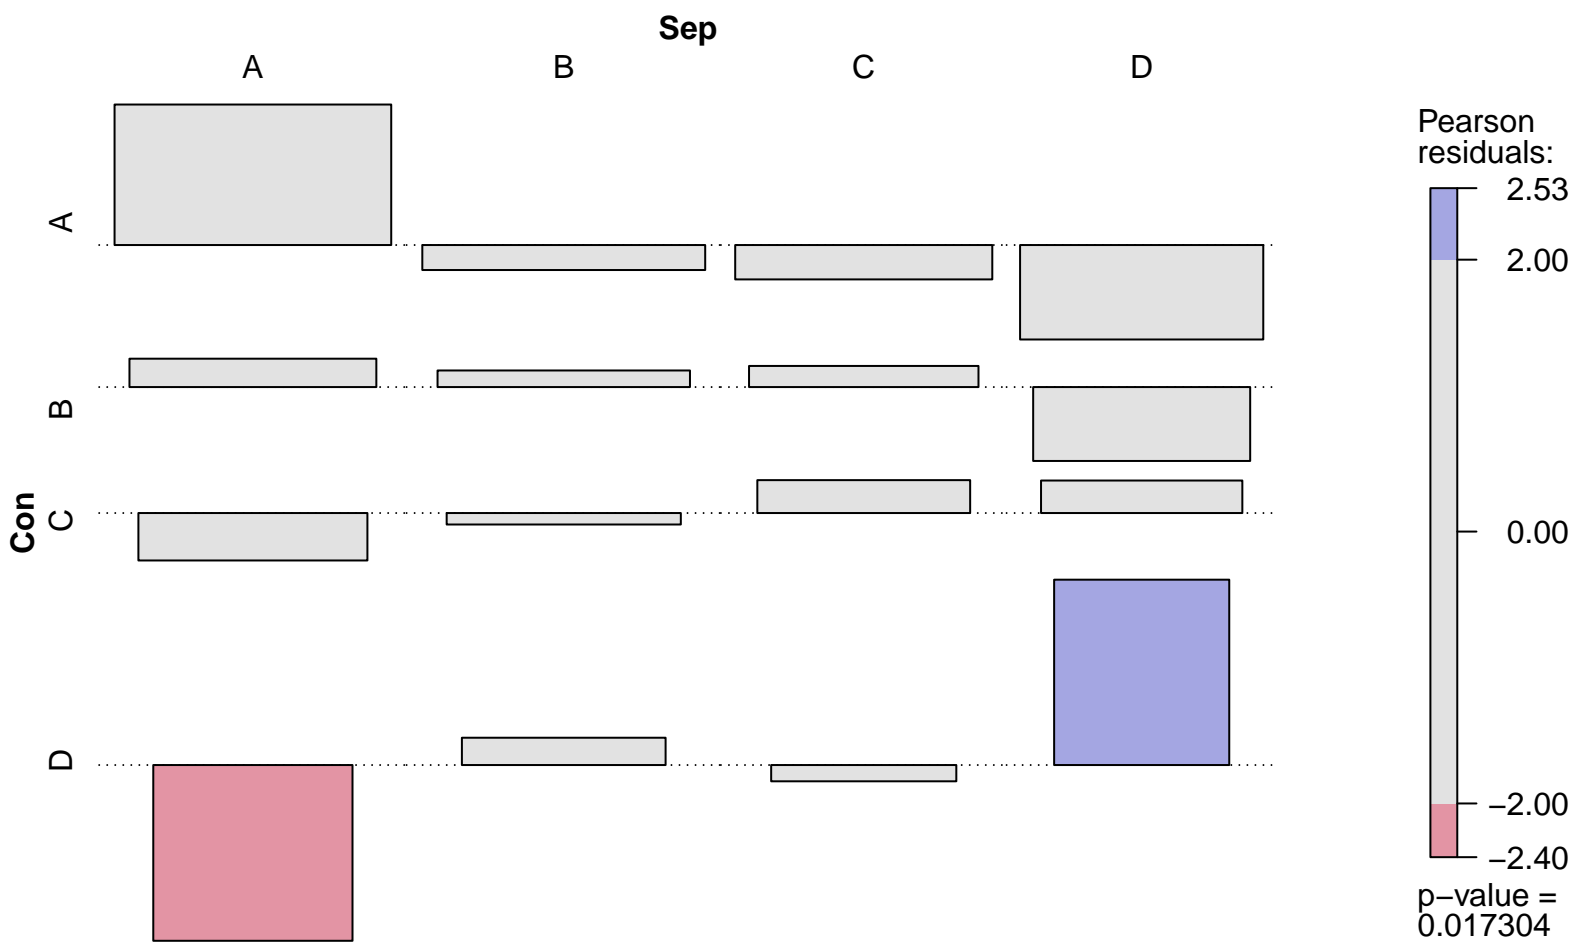 Sep
A B C D
A
B
C
D
Con
Pearson
residuals:
2.53
2.00
0.00
−2.00
−2.40
p−value =
0.017304